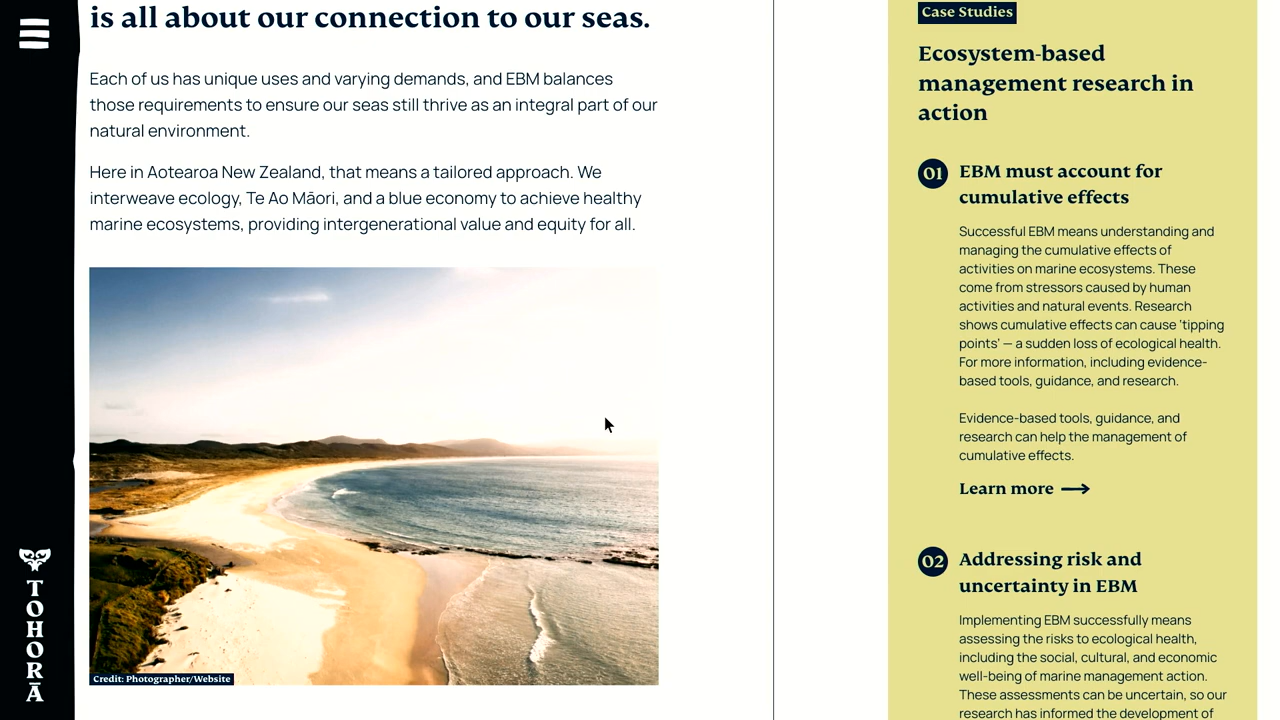 is all about our connection to our seas.
Each of us has unique uses and varying demands, and EBM balances
those requirements to ensure our seas still thrive as an integral part of our
natural environment.
Here in Aotearoa New Zealand, that means a tailored approach. We
interweave ecology, Te Ao Māori, and a blue economy to achieve healthy
marine ecosystems, providing intergenerational value and equity for all.
Credit: Photographer/Website
TOHORĀ
Case Studies
Ecosystem-based
management research in
action
01
EBM must account for
cumulative effects
Successful EBM means understanding and
managing the cumulative effects of
activities on marine ecosystems. These
come from stressors caused by human
activities and natural events. Research
shows cumulative effects can cause 'tipping
points' — a sudden loss of ecological health.
For more information, including evidence-
based tools, guidance, and research.
Evidence-based tools, guidance, and
research can help the management of
cumulative effects.
Learn more
02
Addressing risk and
uncertainty in EBM
Implementing EBM successfully means
assessing the risks to ecological health,
including the social, cultural, and economic
well-being of marine management action.
These assessments can be uncertain, so our
research has informed the development of